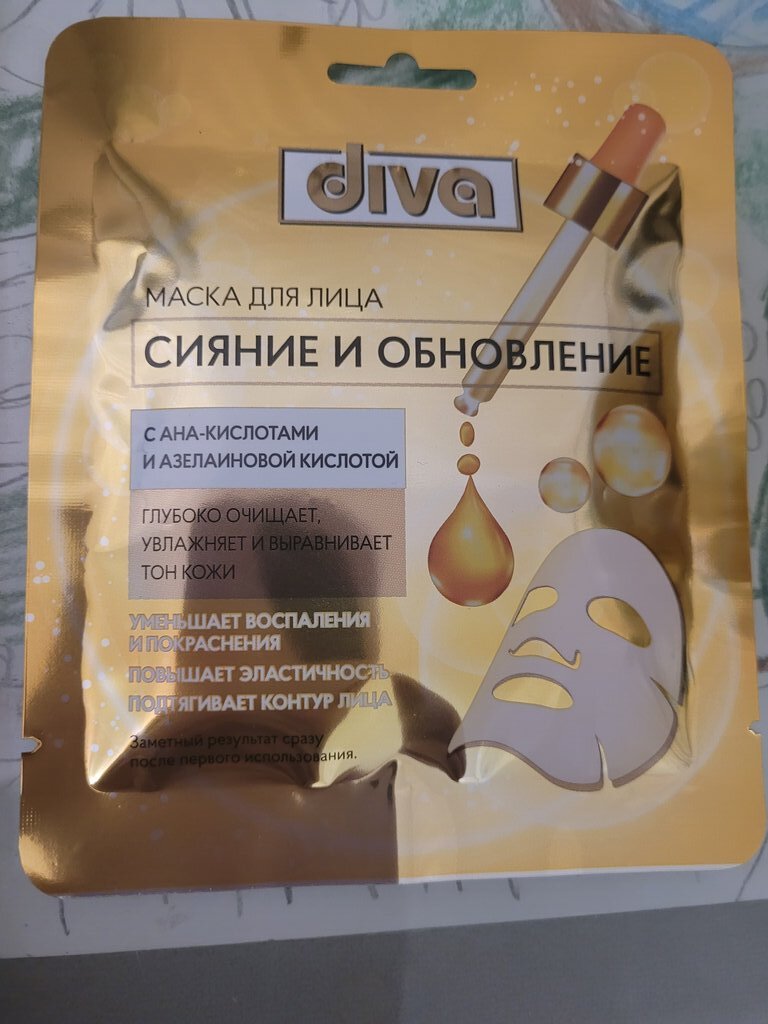 diva
МАСКА ДЛЯ ЛИЦА
СИЯНИЕ И ОБНОВЛЕНИЕ
С АНА-КИСЛОТАМИ
И АЗЕЛАИНОВОЙ КИСЛОТОЙ
ГЛУБОКО ОЧИЩАЕТ,
УВЛАЖНЯЕТ И ВЫРАВНИВАЕТ
ТОН КОЖИ
УМЕНЬШАЕТ ВОСПАЛЕНИЯ
И ПОКРАСНЕНИЯ
ПОВЫШАЕТ ЭЛАСТИЧНОСТЬ
ПОДТЯГИВАЕТ КОНТУР ЛИЦА
Заметный результат сразу
после первого использования.